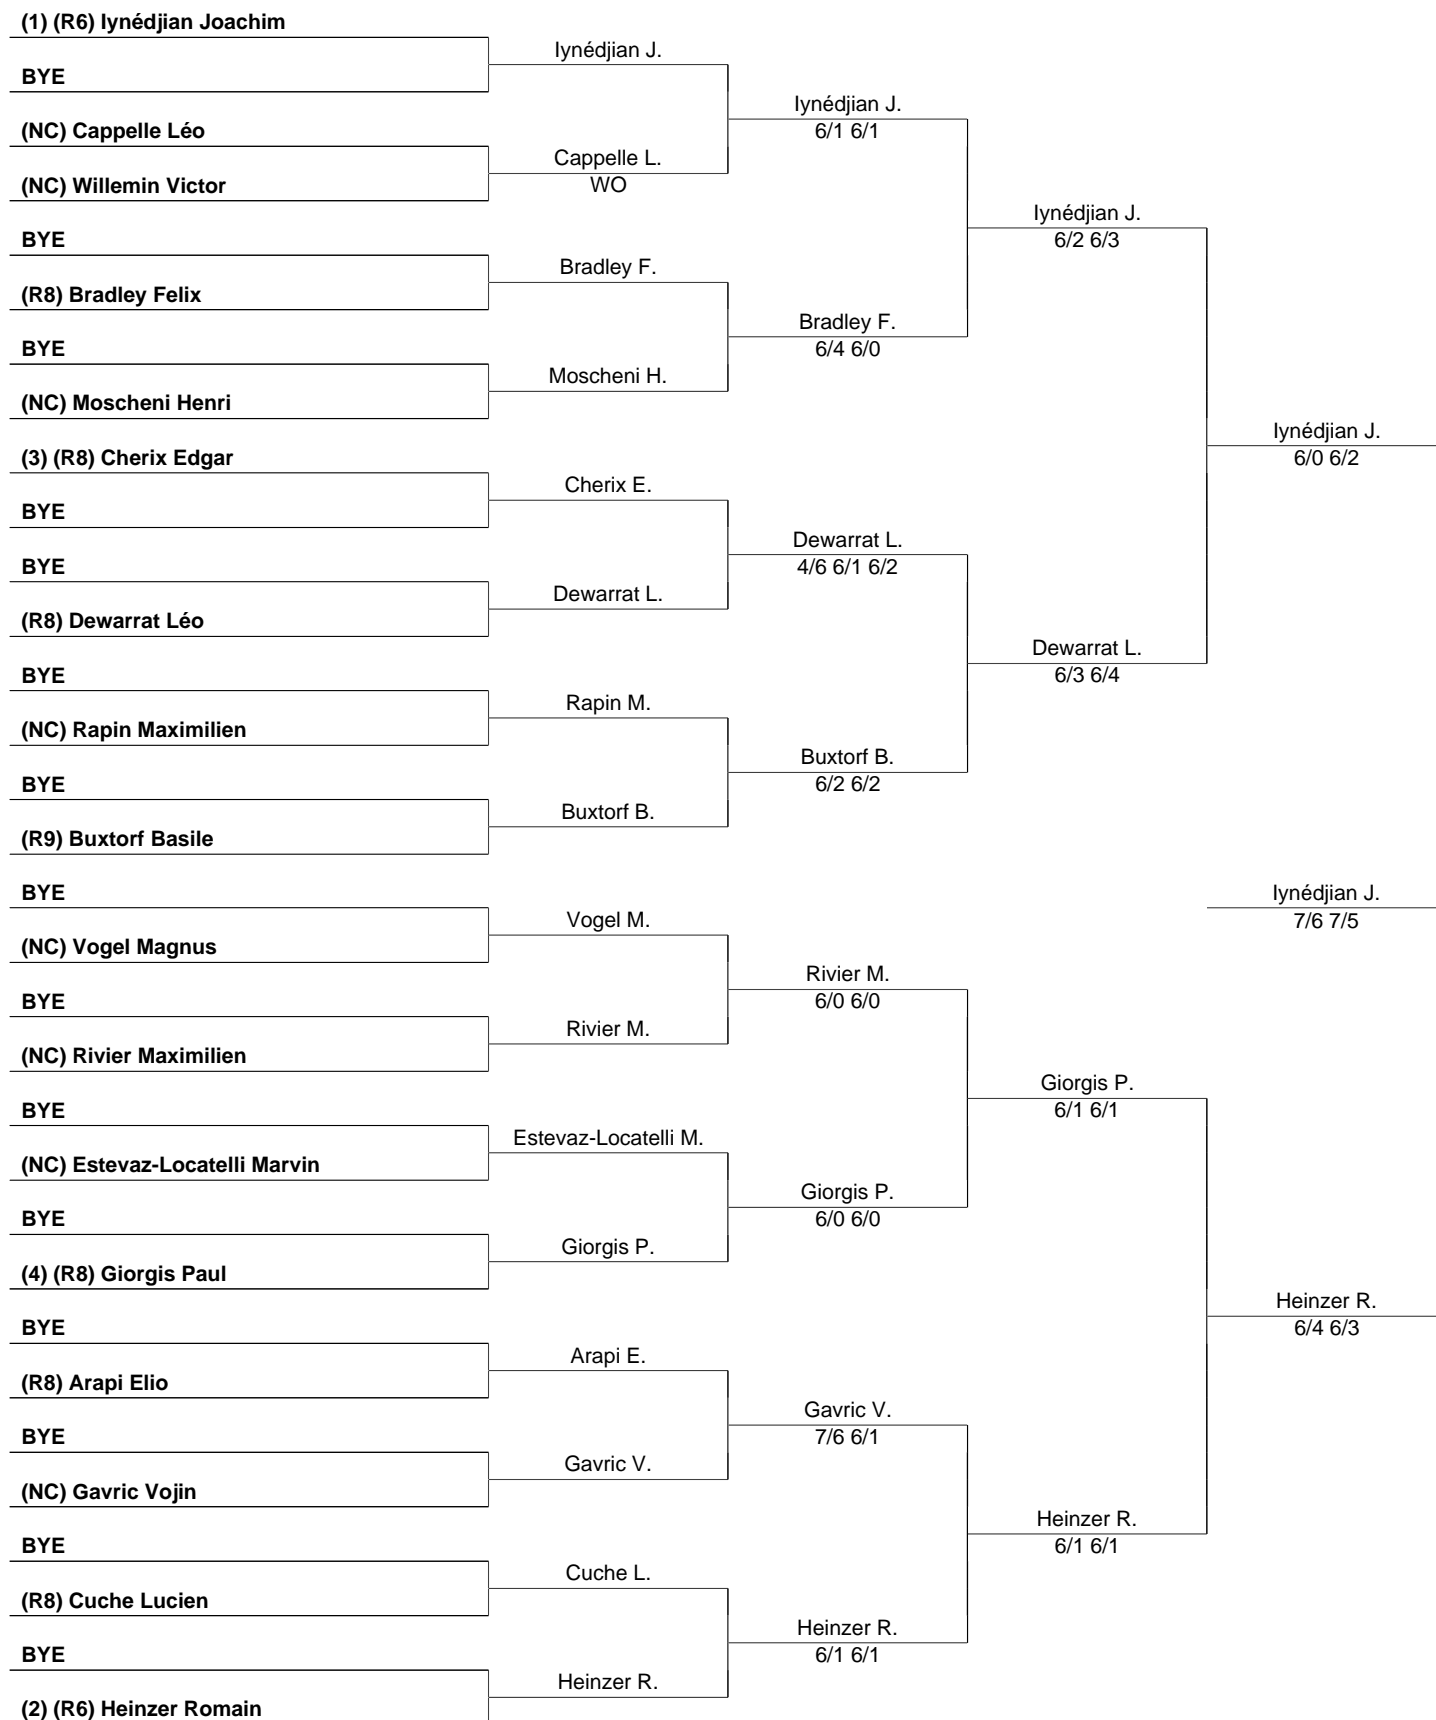 (1) (R6) Iynédjian Joachim
BYE
(NC) Cappelle Léo
(NC) Willemin Victor
BYE
(R8) Bradley Felix
BYE
(NC) Moscheni Henri
(3) (R8) Cherix Edgar
BYE
BYE
(R8) Dewarrat Léo
BYE
(NC) Rapin Maximilien
BYE
(R9) Buxtorf Basile
BYE
(NC) Vogel Magnus
BYE
(NC) Rivier Maximilien
BYE
(NC) Estevaz-Locatelli Marvin
BYE
(4) (R8) Giorgis Paul
BYE
(R8) Arapi Elio
BYE
(NC) Gavric Vojin
BYE
(R8) Cuche Lucien
BYE
(2) (R6) Heinzer Romain
Iynédjian J.
Cappelle L.
WO
Bradley F.
Moscheni H.
Cherix E.
Dewarrat L.
Rapin M.
Buxtorf B.
Vogel M.
Rivier M.
Estevaz-Locatelli M.
Giorgis P.
Arapi E.
Gavric V.
Cuche L.
Heinzer R.
Iynédjian J.
6/1 6/1
Bradley F.
6/4 6/0
Dewarrat L.
4/6 6/1 6/2
Buxtorf B.
6/2 6/2
Rivier M.
6/0 6/0
Giorgis P.
6/0 6/0
Gavric V.
7/6 6/1
Heinzer R.
6/1 6/1
Iynédjian J.
6/2 6/3
Dewarrat L.
6/3 6/4
Giorgis P.
6/1 6/1
Heinzer R.
6/1 6/1
Iynédjian J.
6/0 6/2
Iynédjian J.
7/6 7/5
Heinzer R.
6/4 6/3